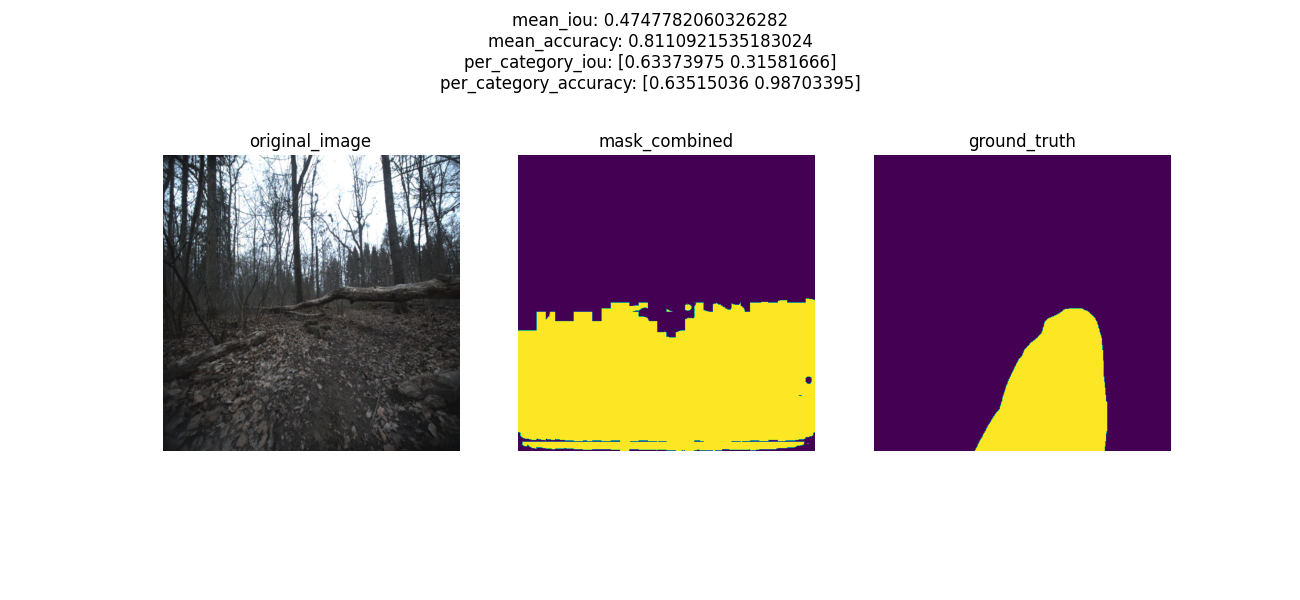 mean_iou: 0.4747782060326282
mean_accuracy: 0.8110921535183024
per_category_iou: [0.63373975 0.31581666]
per_category_accuracy: [0.63515036 0.98703395]
original_image
mask_combined
ground_truth